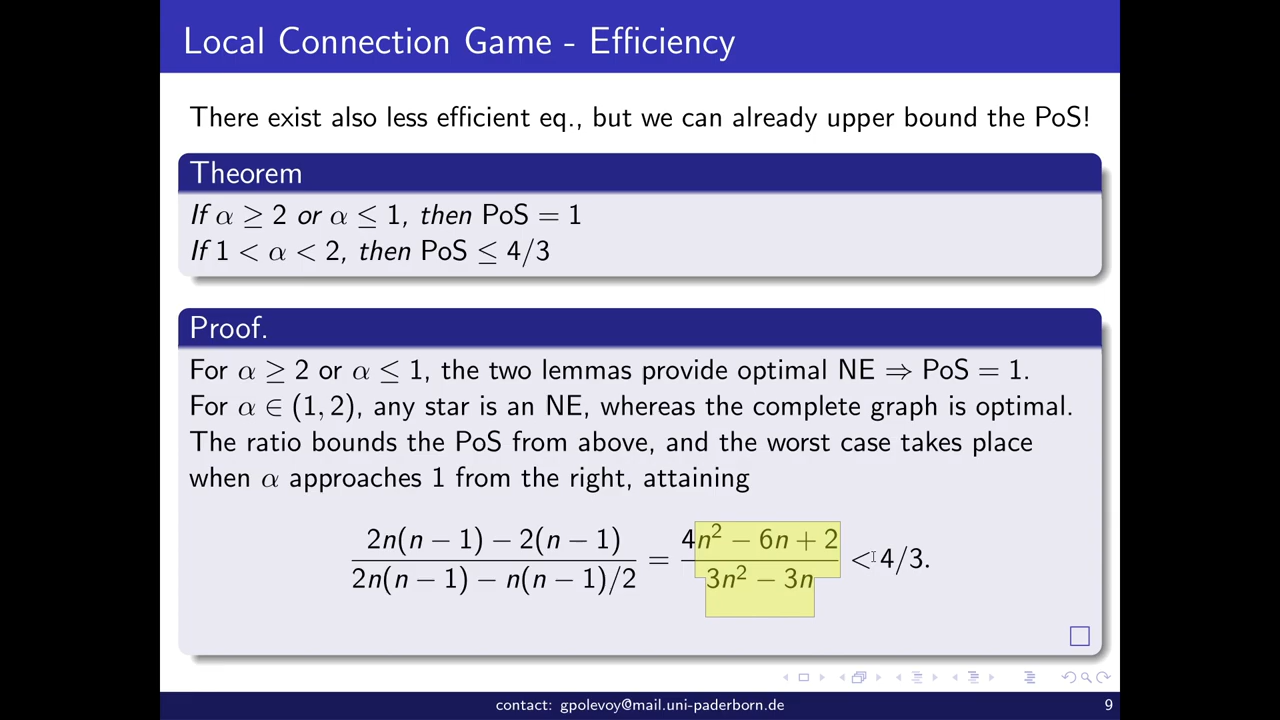 Local Connection Game - Efficiency
There exist also less efficient eq., but we can already upper bound the PoS!
Theorem
If α ≥ 2 or α ≤ 1, then PoS = 1
If 1 < α < 2, then PoS ≤ 4/3
Proof.
For α ≥ 2 or α ≤ 1, the two lemmas provide optimal NE ⇒ PoS = 1.
For α ∈ (1, 2), any star is an NE, whereas the complete graph is optimal.
The ratio bounds the PoS from above, and the worst case takes place
when α approaches 1 from the right, attaining
2n(n − 1) − 2(n − 1) / 2n(n − 1) − n(n − 1)/2 = 4n² − 6n + 2 / 3n² − 3n < 4/3.
contact: gpolevoy@mail.uni-paderborn.de
9